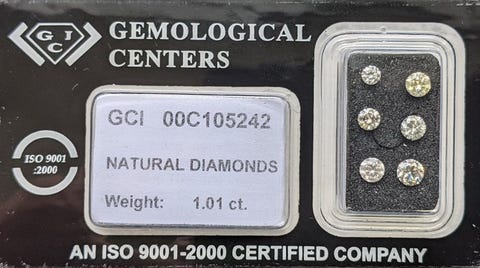 GCI
GEMOLOGICAL
CENTERS
GCI 00C105242
NATURAL DIAMONDS
Weight: 1.01 ct.
ISO 9001
:2000
AN ISO 9001-2000 CERTIFIED COMPANY